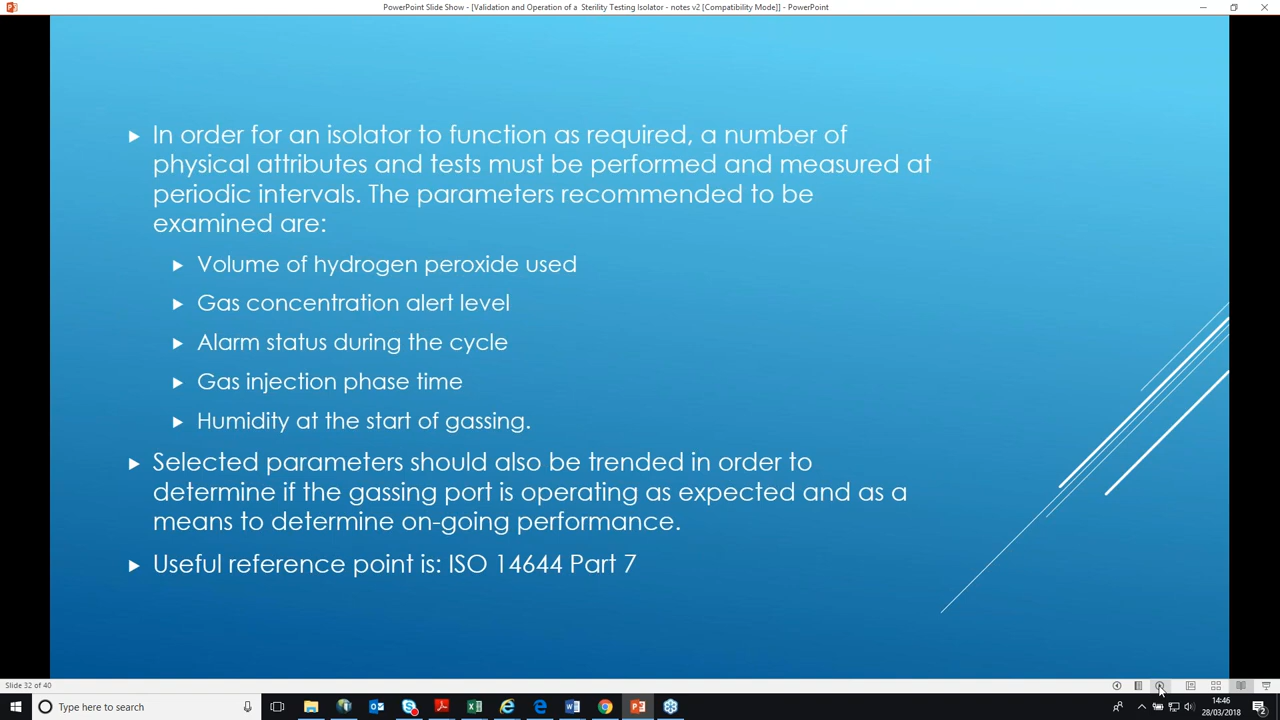 PowerPoint Slide Show - [Validation and Operation of a  Sterility Testing Isolator - notes v2 [Compatibility Mode]] - PowerPoint
In order for an isolator to function as required, a number of
physical attributes and tests must be performed and measured at
periodic intervals. The parameters recommended to be
examined are:
Volume of hydrogen peroxide used
Gas concentration alert level
Alarm status during the cycle
Gas injection phase time
Humidity at the start of gassing.
Selected parameters should also be trended in order to
determine if the gassing port is operating as expected and as a
means to determine on-going performance.
Useful reference point is: ISO 14644 Part 7
Slide 32 of 40
Type here to search
14:46
28/03/2018
2